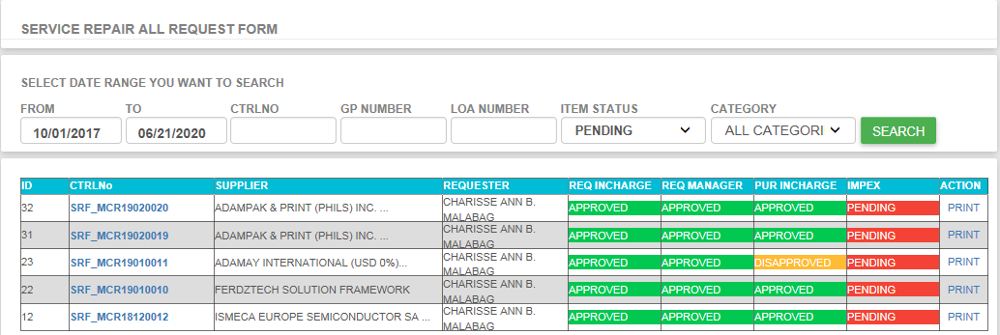 SERVICE REPAIR ALL REQUEST FORM
SELECT DATE RANGE YOU WANT TO SEARCH
FROM TO CTRLNO GP NUMBER LOA NUMBER ITEM STATUS CATEGORY
10/01/2017 06/21/2020 PENDING ALL CATEGORI SEARCH
ID CTRLNo SUPPLIER REQUESTER REQ INCHARGE REQ MANAGER PUR INCHARGE IMPEX ACTION
32 SRF_MCR19020020 ADAMPAK & PRINT (PHILS) INC. ... CHARISSE ANN B. MALABAG APPROVED APPROVED APPROVED PENDING PRINT
31 SRF_MCR19020019 ADAMPAK & PRINT (PHILS) INC. ... CHARISSE ANN B. MALABAG APPROVED APPROVED APPROVED PENDING PRINT
23 SRF_MCR19010011 ADAMAY INTERNATIONAL (USD 0%)... CHARISSE ANN B. MALABAG APPROVED APPROVED DISAPPROVED PENDING PRINT
22 SRF_MCR19010010 FERDZTECH SOLUTION FRAMEWORK CHARISSE ANN B. MALABAG APPROVED APPROVED APPROVED PENDING PRINT
12 SRF_MCR18120012 ISMECA EUROPE SEMICONDUCTOR SA ... CHARISSE ANN B. MALABAG APPROVED APPROVED APPROVED PENDING PRINT